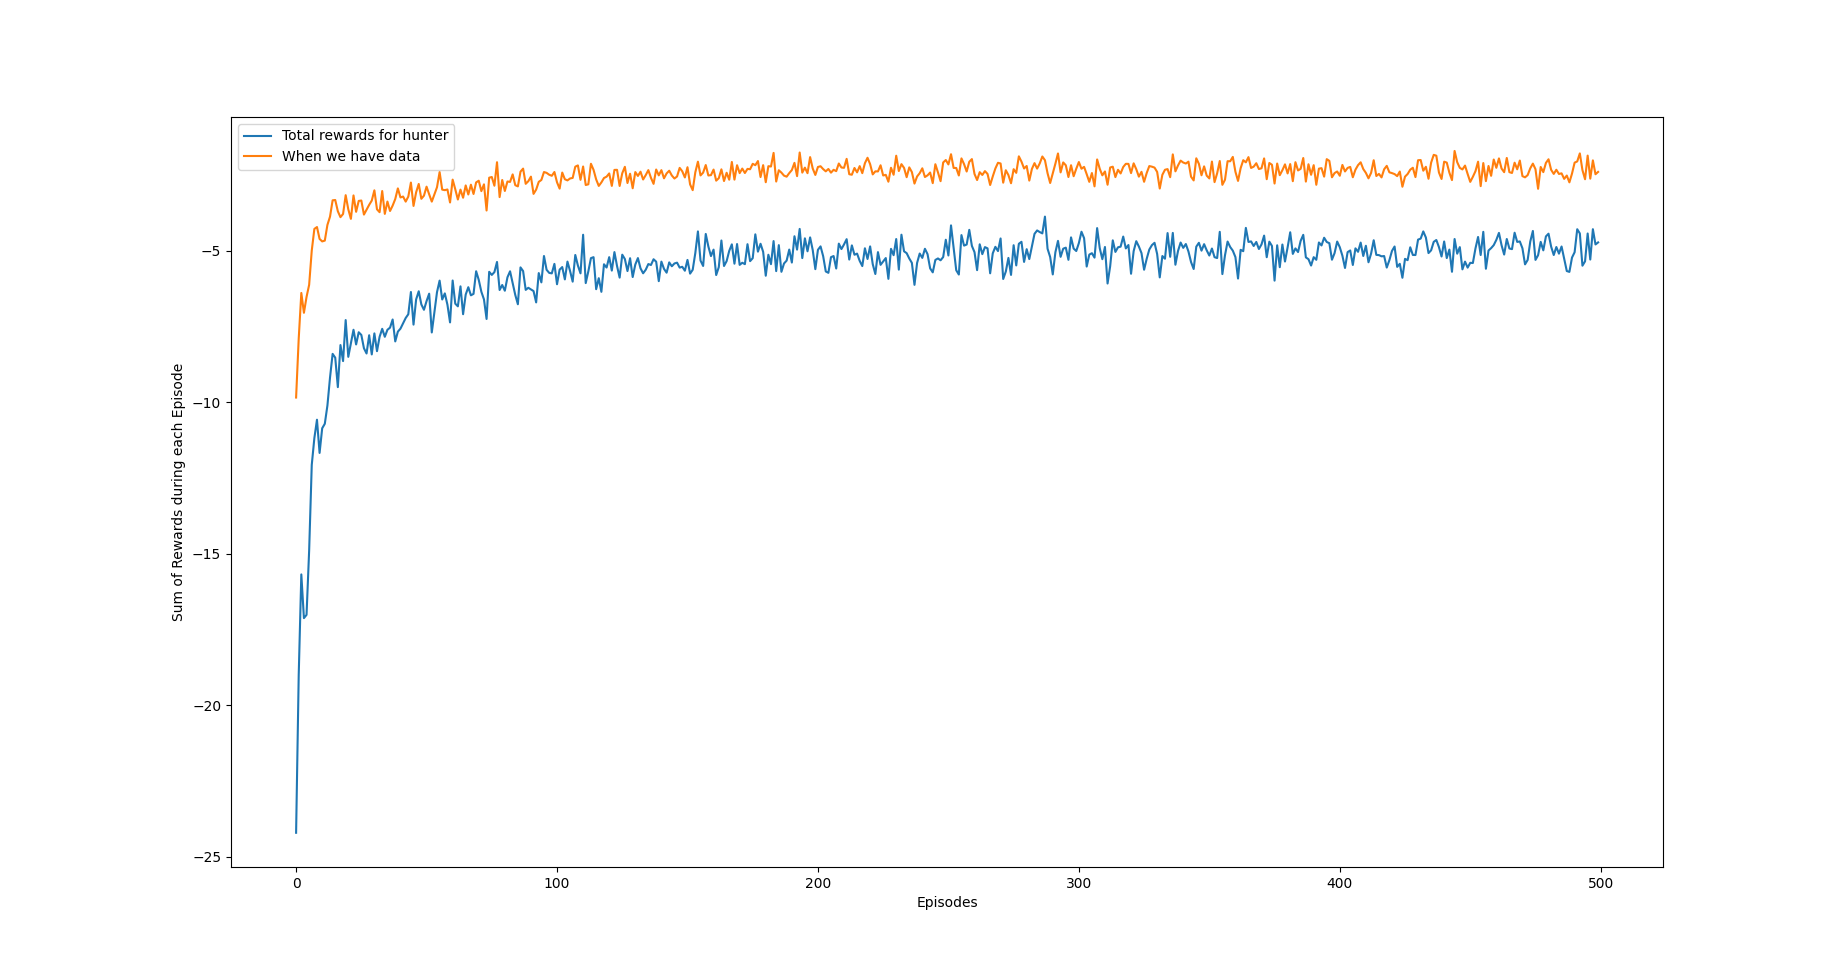 Total rewards for hunter
When we have data
Sum of Rewards during each Episode
−5
−10
−15
−20
−25
0 100 200 300 400 500
Episodes